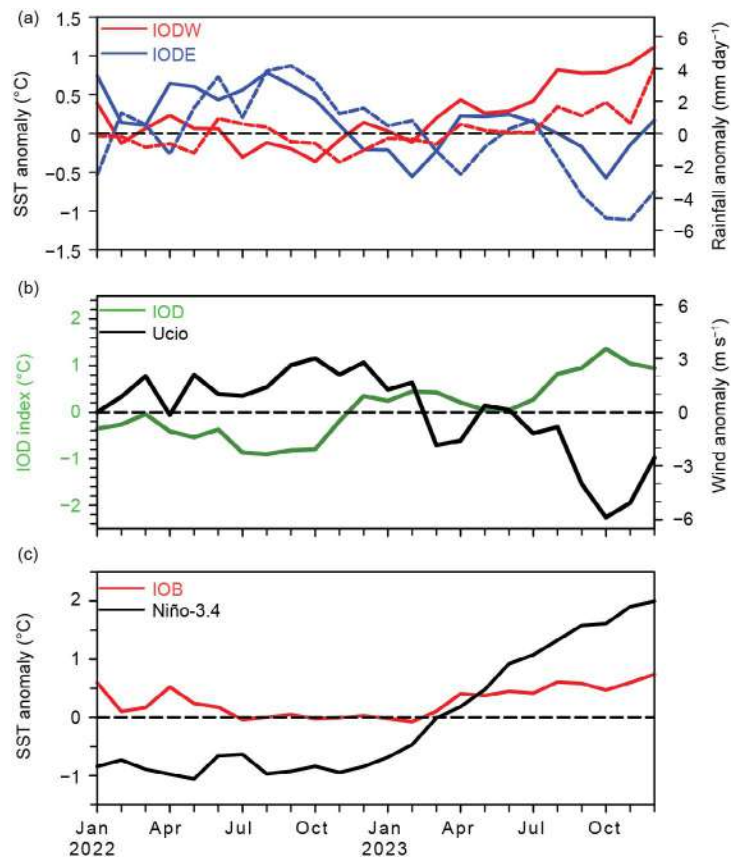 (a)
IODW
IODE
SST anomaly (°C)
1.5
1
0.5
0
−0.5
−1
−1.5
6
4
2
0
−2
−4
−6
Rainfall anomaly (mm day⁻¹)
(b)
IOD
Ucio
IOD index (°C)
2
1
0
−1
−2
6
3
0
−3
−6
Wind anomaly (m s⁻¹)
(c)
IOB
Niño-3.4
SST anomaly (°C)
2
1
0
−1
Jan Apr Jul Oct Jan Apr Jul Oct
2022 2023